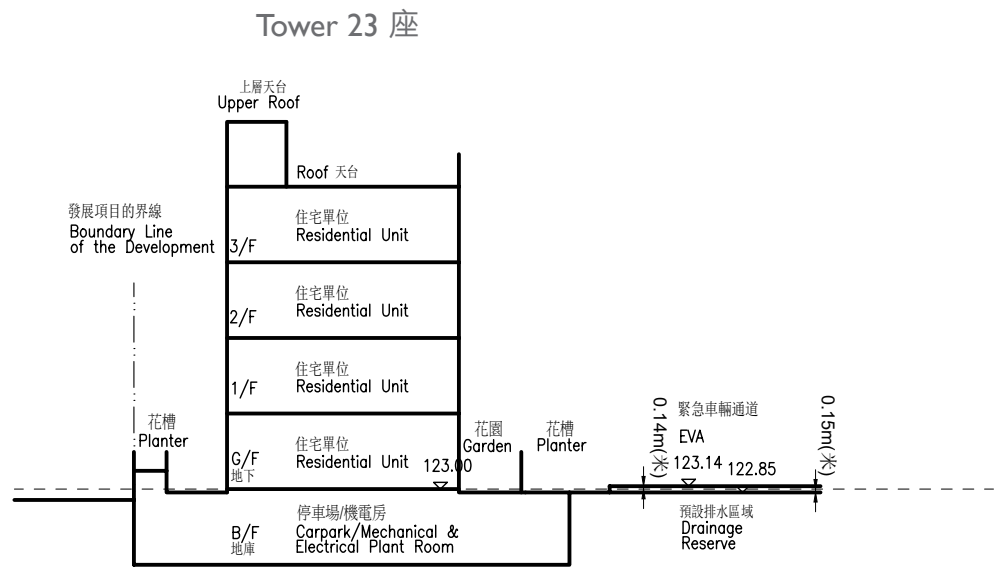 Tower 23 座
上層天台
Upper Roof
Roof 天台
發展項目的界線
Boundary Line
of the Development
住宅單位
Residential Unit
3/F
住宅單位
Residential Unit
2/F
住宅單位
Residential Unit
1/F
花槽
Planter
住宅單位
Residential Unit
G/F
地下
123.00
花園
Garden
花槽
Planter
0.14m(米)
緊急車輛通道
EVA
123.14
122.85
0.15m(米)
停車場/機電房
Carpark/Mechanical &
Electrical Plant Room
B/F
地庫
預設排水區域
Drainage
Reserve